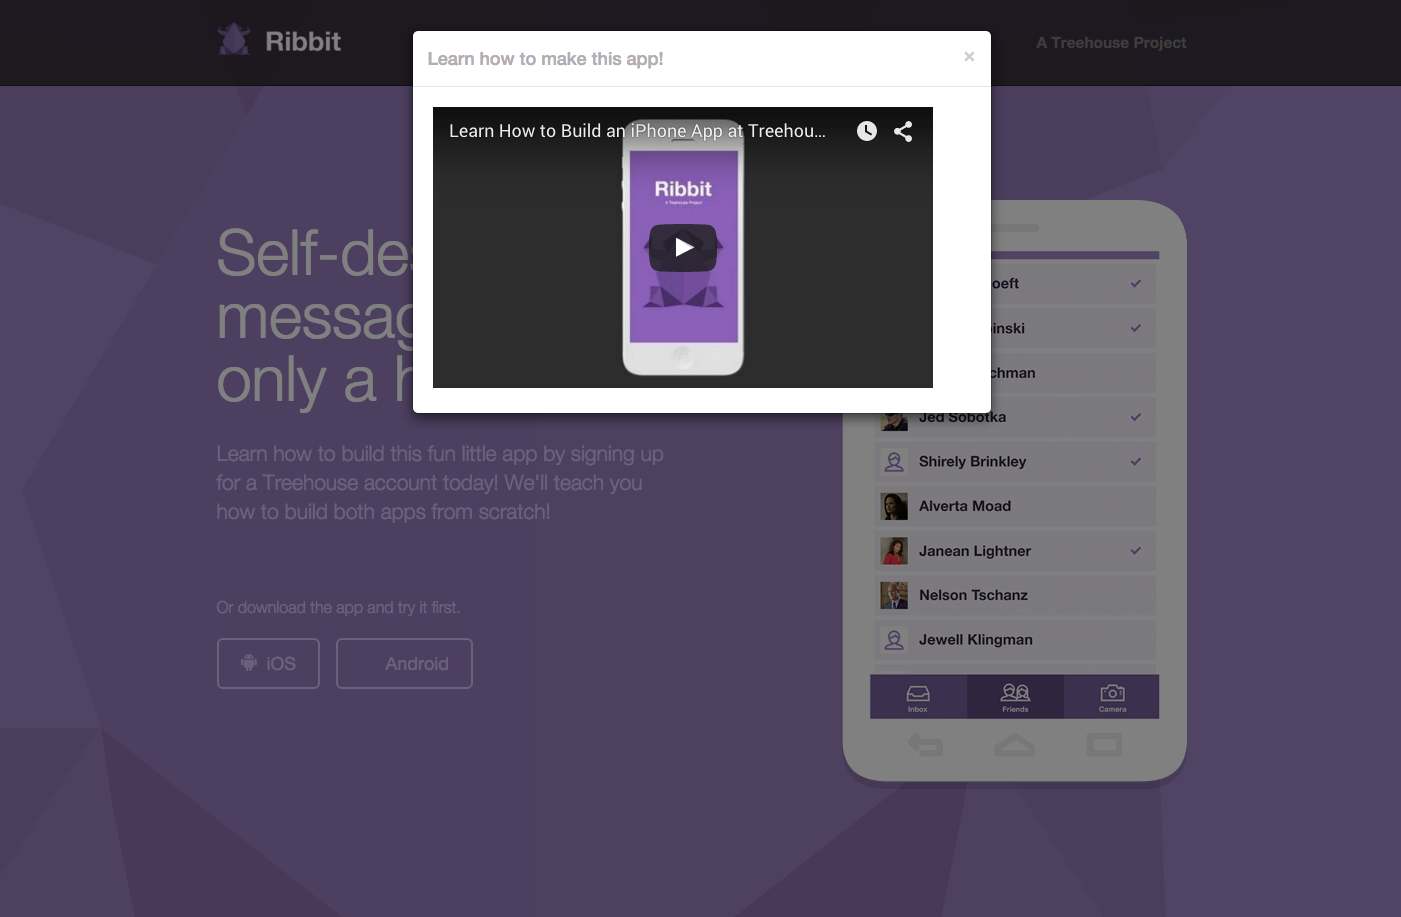 Ribbit
A Treehouse Project
Learn how to make this app!
×
Learn How to Build an iPhone App at Treehou...
Ribbit
A Treehouse Project
Self-des
messag
only a h
Learn how to build this fun little app by signing up
for a Treehouse account today! We'll teach you
how to build both apps from scratch!
Or download the app and try it first.
iOS
Android
oeft
pinski
chman
Jed Sobotka
Shirely Brinkley
Alverta Moad
Janean Lightner
Nelson Tschanz
Jewell Klingman
Inbox
Friends
Camera